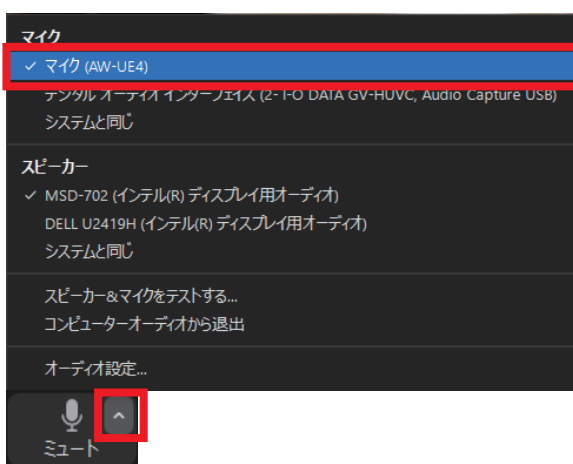 マイク
✓ マイク (AW-UE4)
デジタル オーディオ インターフェイス (2- I-O DATA GV-HUVC, Audio Capture USB)
システムと同じ
スピーカー
✓ MSD-702 (インテル(R) ディスプレイ用オーディオ)
DELL U2419H (インテル(R) ディスプレイ用オーディオ)
システムと同じ
スピーカー&マイクをテストする...
コンピューターオーディオから退出
オーディオ設定...
ミュート